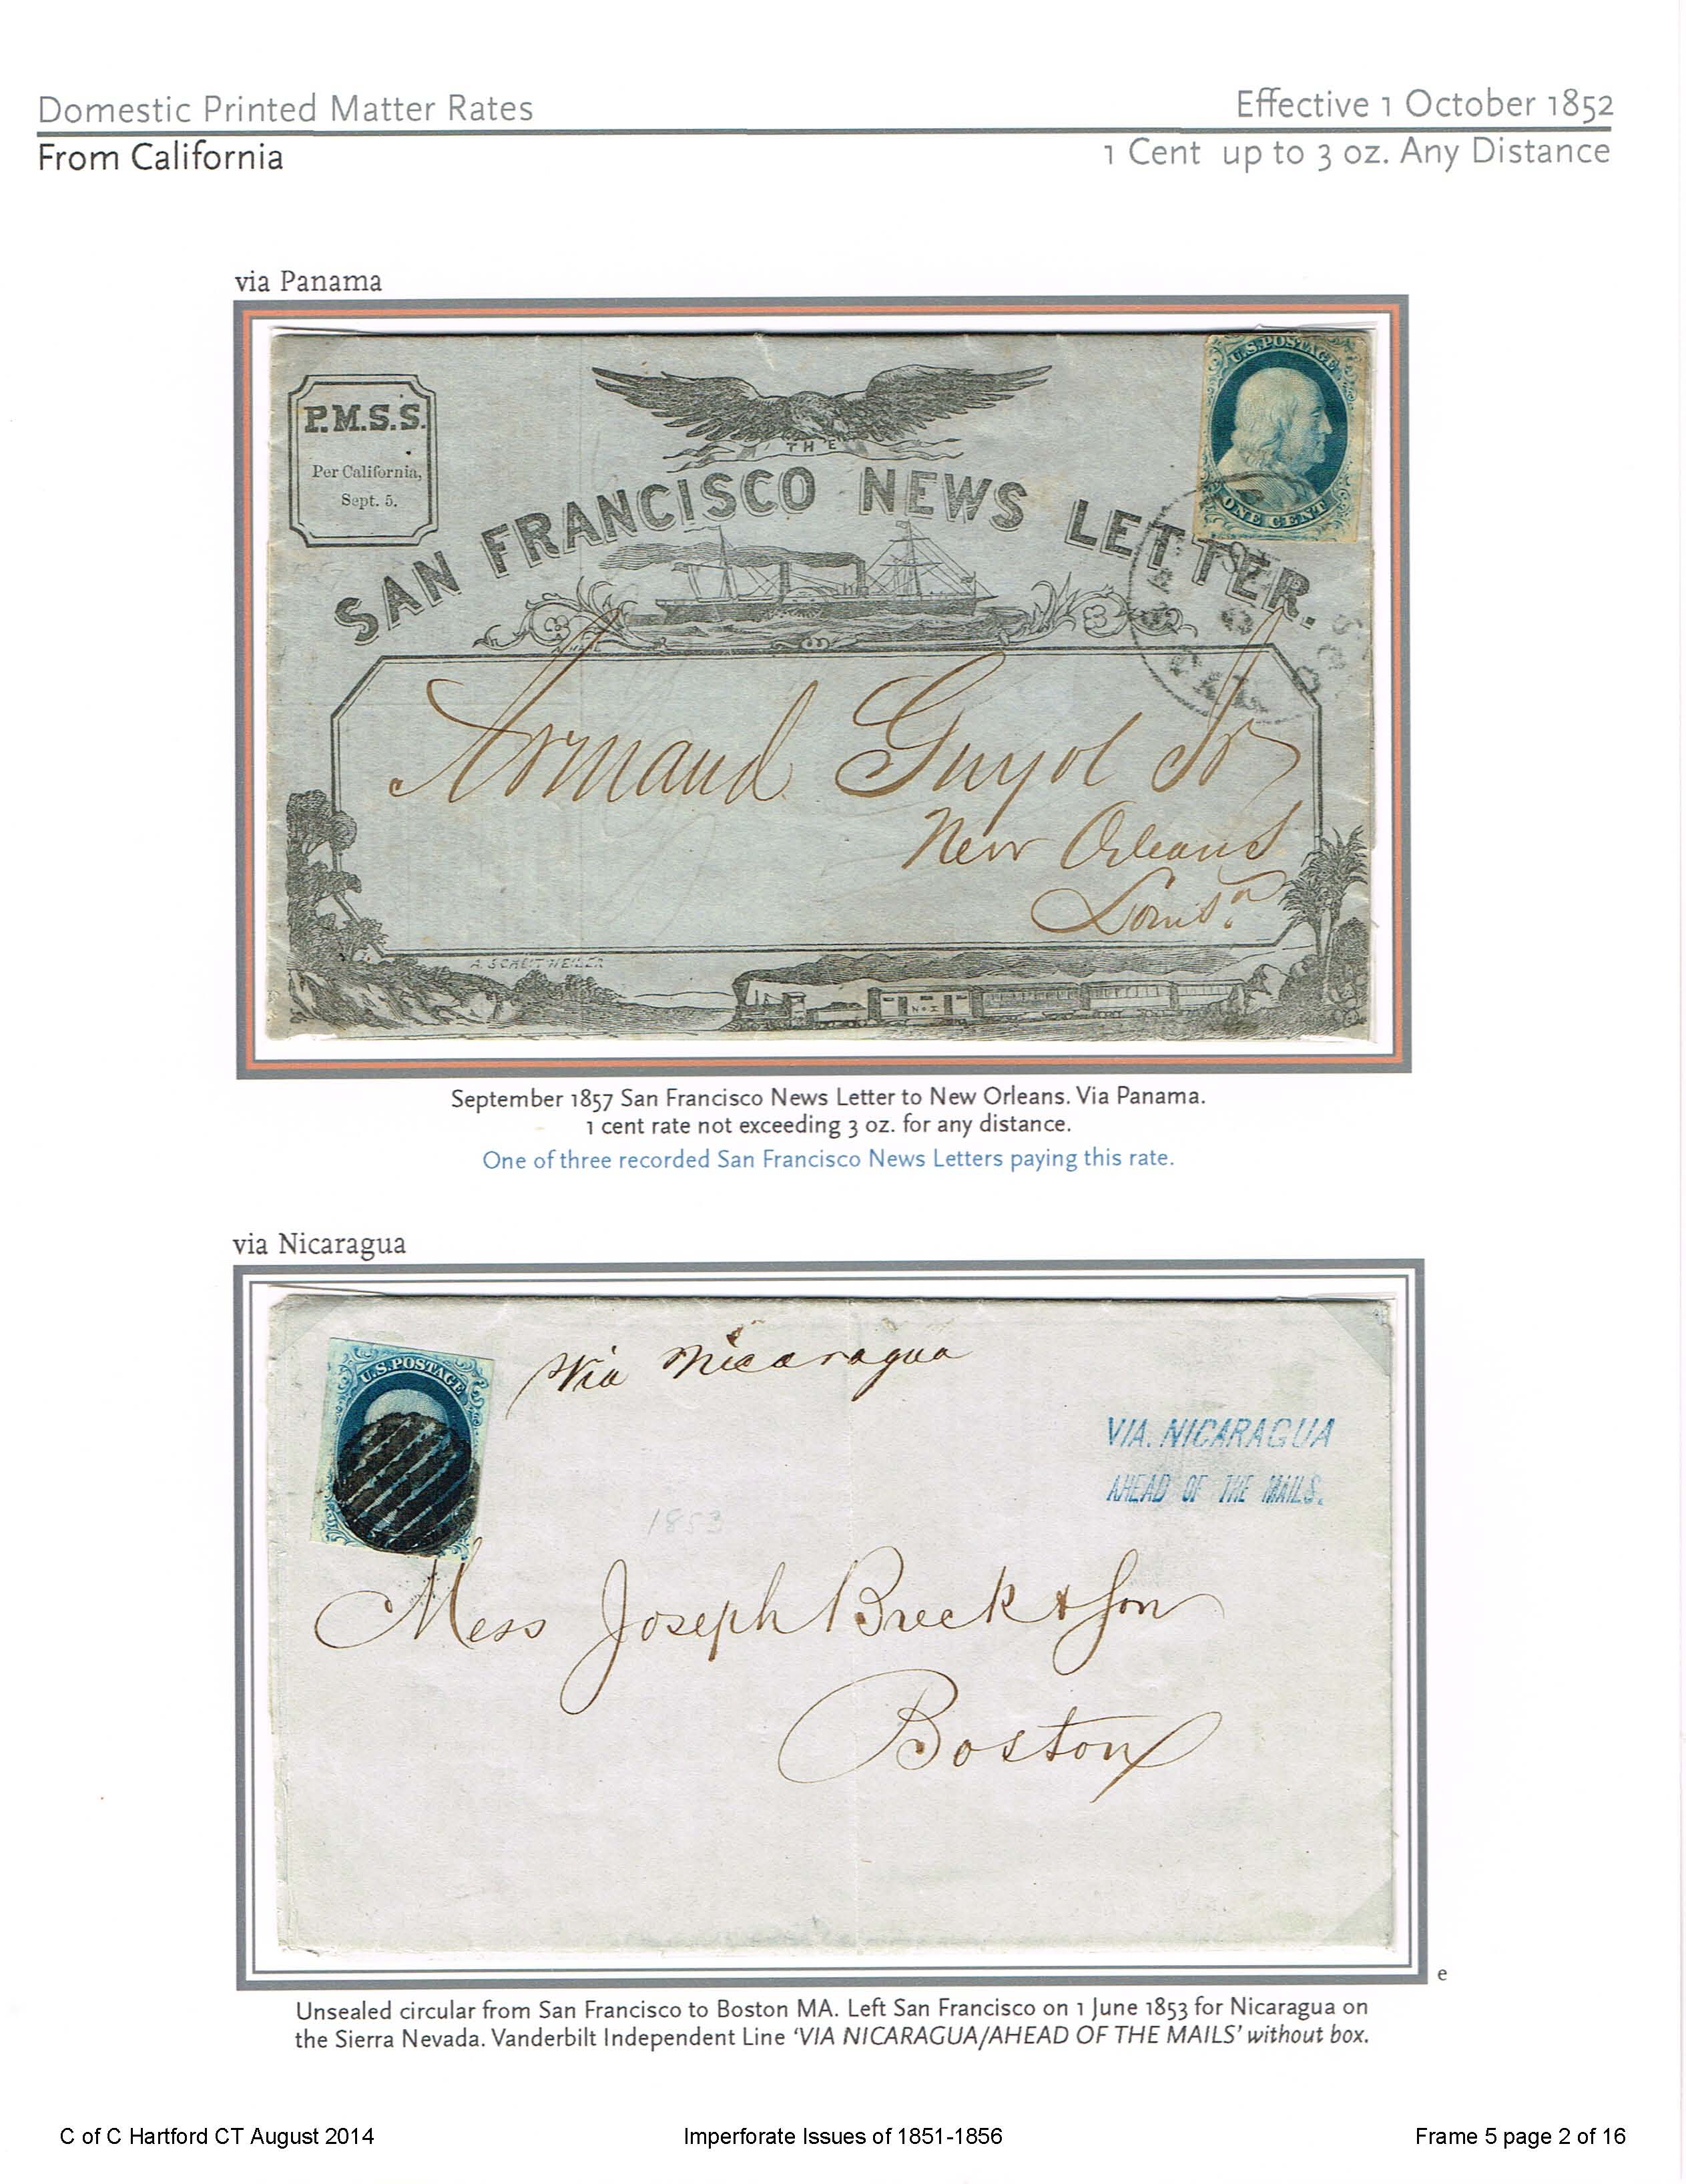 Domestic Printed Matter Rates
Effective 1 October 1852
From California
1 Cent up to 3 oz. Any Distance
via Panama
P.M.S.S.
Per California,
Sept. 5.
THE
SAN FRANCISCO NEWS LETTER.
U.S. POSTAGE
ONE CENT
CAL
Armaud Guyol Jr
New Orleans
Louisa.
A. SCHEITWEILER
No 1
September 1857 San Francisco News Letter to New Orleans. Via Panama.
1 cent rate not exceeding 3 oz. for any distance.
One of three recorded San Francisco News Letters paying this rate.
via Nicaragua
U.S. POSTAGE
Via Nicaragua
VIA. NICARAGUA
AHEAD OF THE MAILS.
1853
Mess Joseph Breck & Son
Boston
e
Unsealed circular from San Francisco to Boston MA. Left San Francisco on 1 June 1853 for Nicaragua on
the Sierra Nevada. Vanderbilt Independent Line ‘VIA NICARAGUA/AHEAD OF THE MAILS’ without box.
C of C Hartford CT August 2014
Imperforate Issues of 1851-1856
Frame 5 page 2 of 16